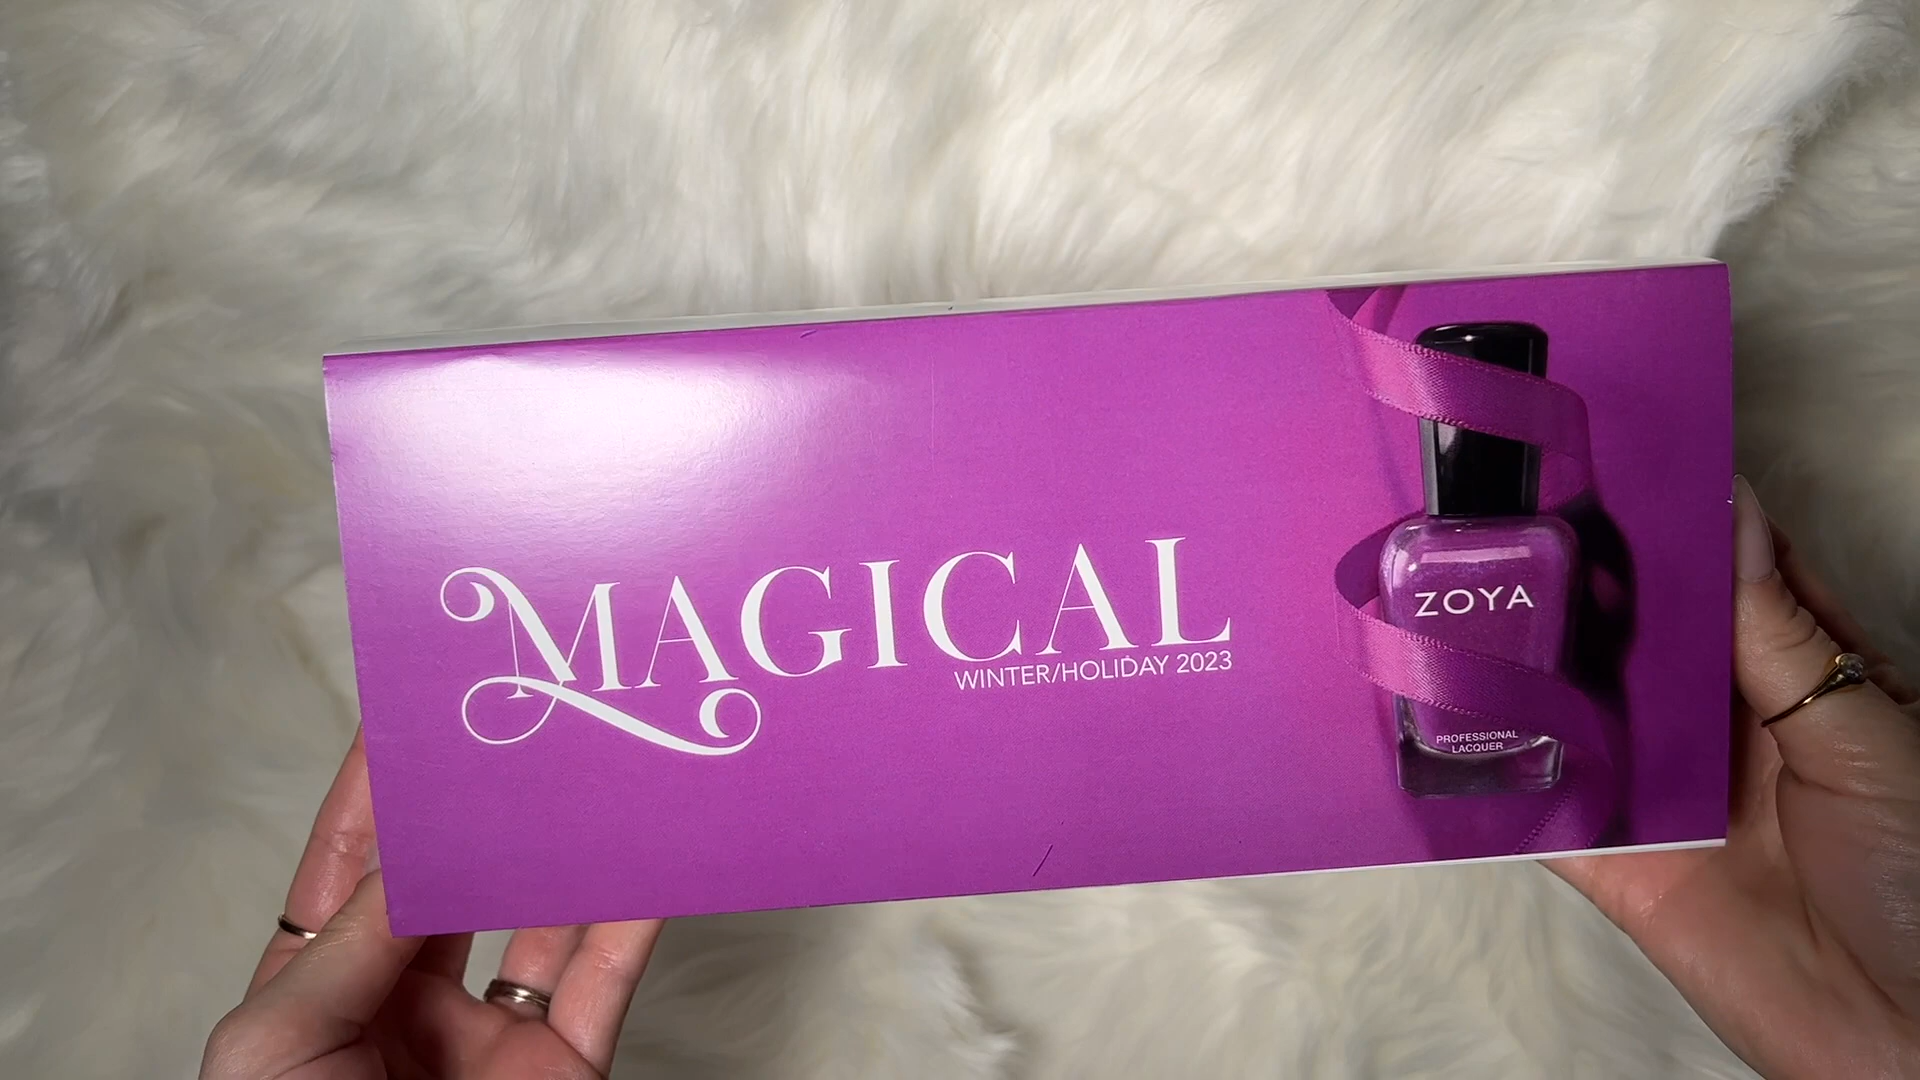 MAGICAL
WINTER/HOLIDAY 2023
ZOYA
PROFESSIONAL
LACQUER